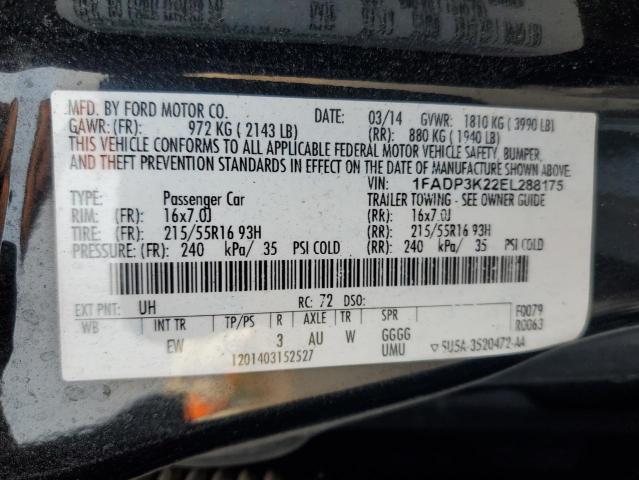 MFD. BY FORD MOTOR CO. DATE: 03/14 GVWR: 1810 KG (3990 LB)
GAWR: (FR): 972 KG (2143 LB) (RR): 880 KG (1940 LB)
THIS VEHICLE CONFORMS TO ALL APPLICABLE FEDERAL MOTOR VEHICLE SAFETY, BUMPER,
AND THEFT PREVENTION STANDARDS IN EFFECT ON THE DATE OF MANUFACTURE SHOWN ABOVE.
VIN: 1FADP3K22EL288175
TYPE: Passenger Car TRAILER TOWING - SEE OWNER GUIDE
RIM: (FR): 16x7.0J (RR): 16x7.0J
TIRE: (FR): 215/55R16 93H (RR): 215/55R16 93H
PRESSURE: (FR): 240 kPa/ 35 PSI COLD (RR): 240 kPa/ 35 PSI COLD
EXT PNT: UH RC: 72 DSO: F0079
WB INT TR TP/PS R AXLE TR SPR R0063
EW 3 AU W GGGG
1201403152527 UMU ▽ 5U5A-3520472-AA